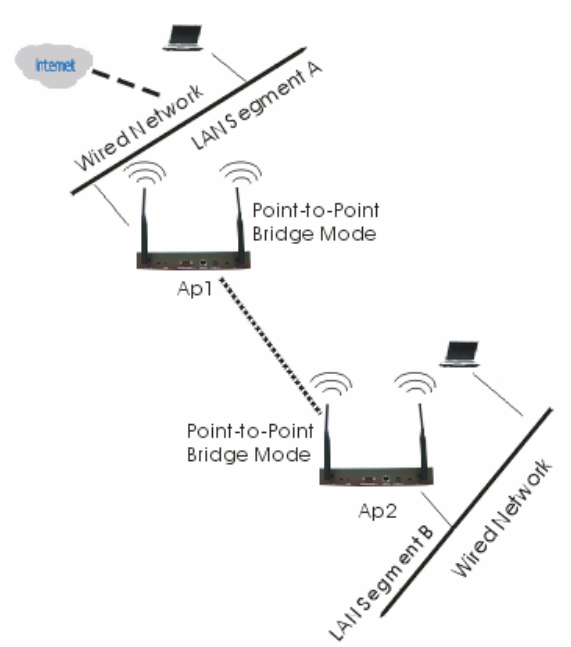 Internet
Wired Network
LAN Segment A
Point-to-Point
Bridge Mode
Ap1
Point-to-Point
Bridge Mode
Ap2
LAN Segment B
Wired Network